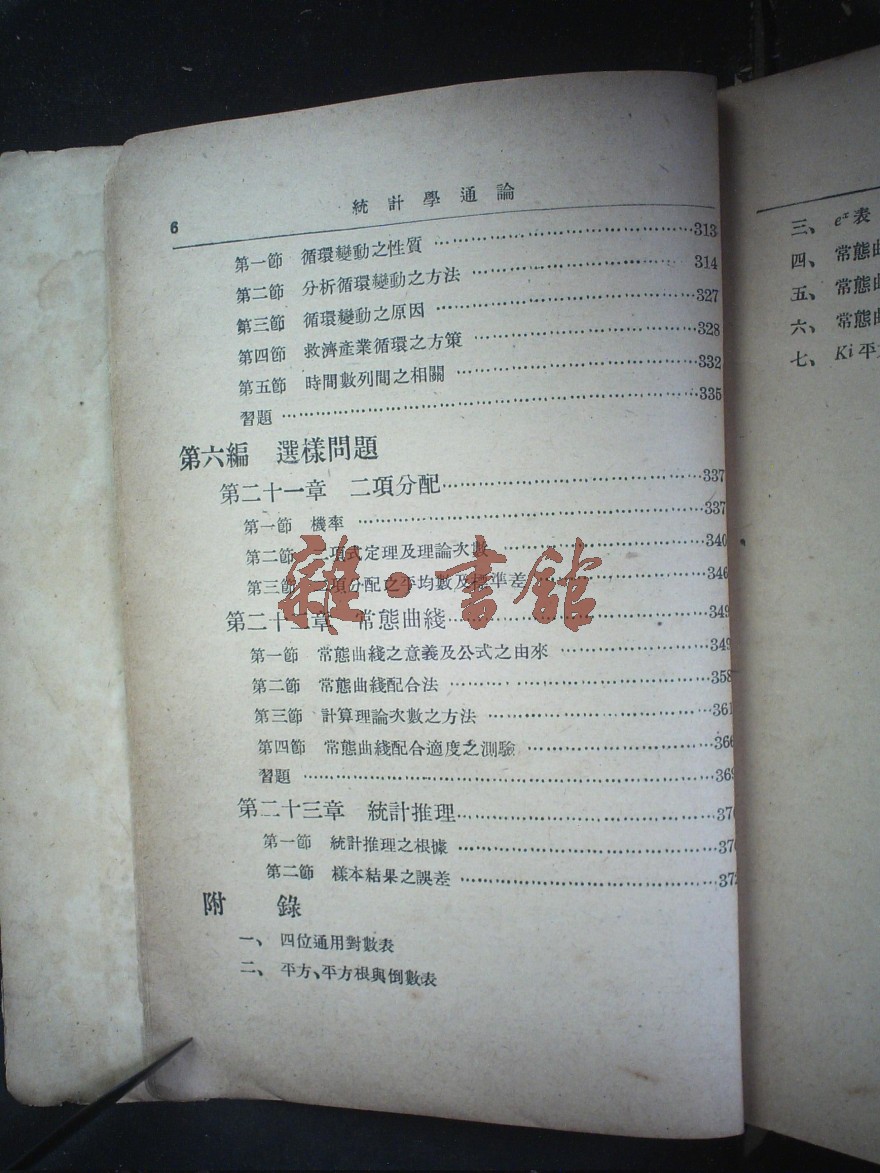 6
統計學通論
第一節 循環變動之性質 …………………………313
第二節 分析循環變動之方法 …………………………314
第三節 循環變動之原因 …………………………327
第四節 救濟產業循環之方策 …………………………328
第五節 時間數列間之相關 …………………………332
習題 …………………………335
第六編 選樣問題
第二十一章 二項分配…………………………337
第一節 機率 …………………………337
第二節 二項式定理及理論次數 …………………………340
第三節 二項分配之平均數及標準差 …………………………346
第二十二章 常態曲綫…………………………349
第一節 常態曲綫之意義及公式之由來 …………………………349
第二節 常態曲綫配合法 …………………………358
第三節 計算理論次數之方法 …………………………361
第四節 常態曲綫配合適度之測驗 …………………………366
習題 …………………………369
第二十三章 統計推理…………………………370
第一節 統計推理之根據 …………………………370
第二節 樣本結果之誤差 …………………………372
附 錄
一、 四位通用對數表
二、 平方、平方根與倒數表
三、 eˣ表
四、 常態曲
五、 常態曲
六、 常態曲
七、 Ki平方
雜·書館